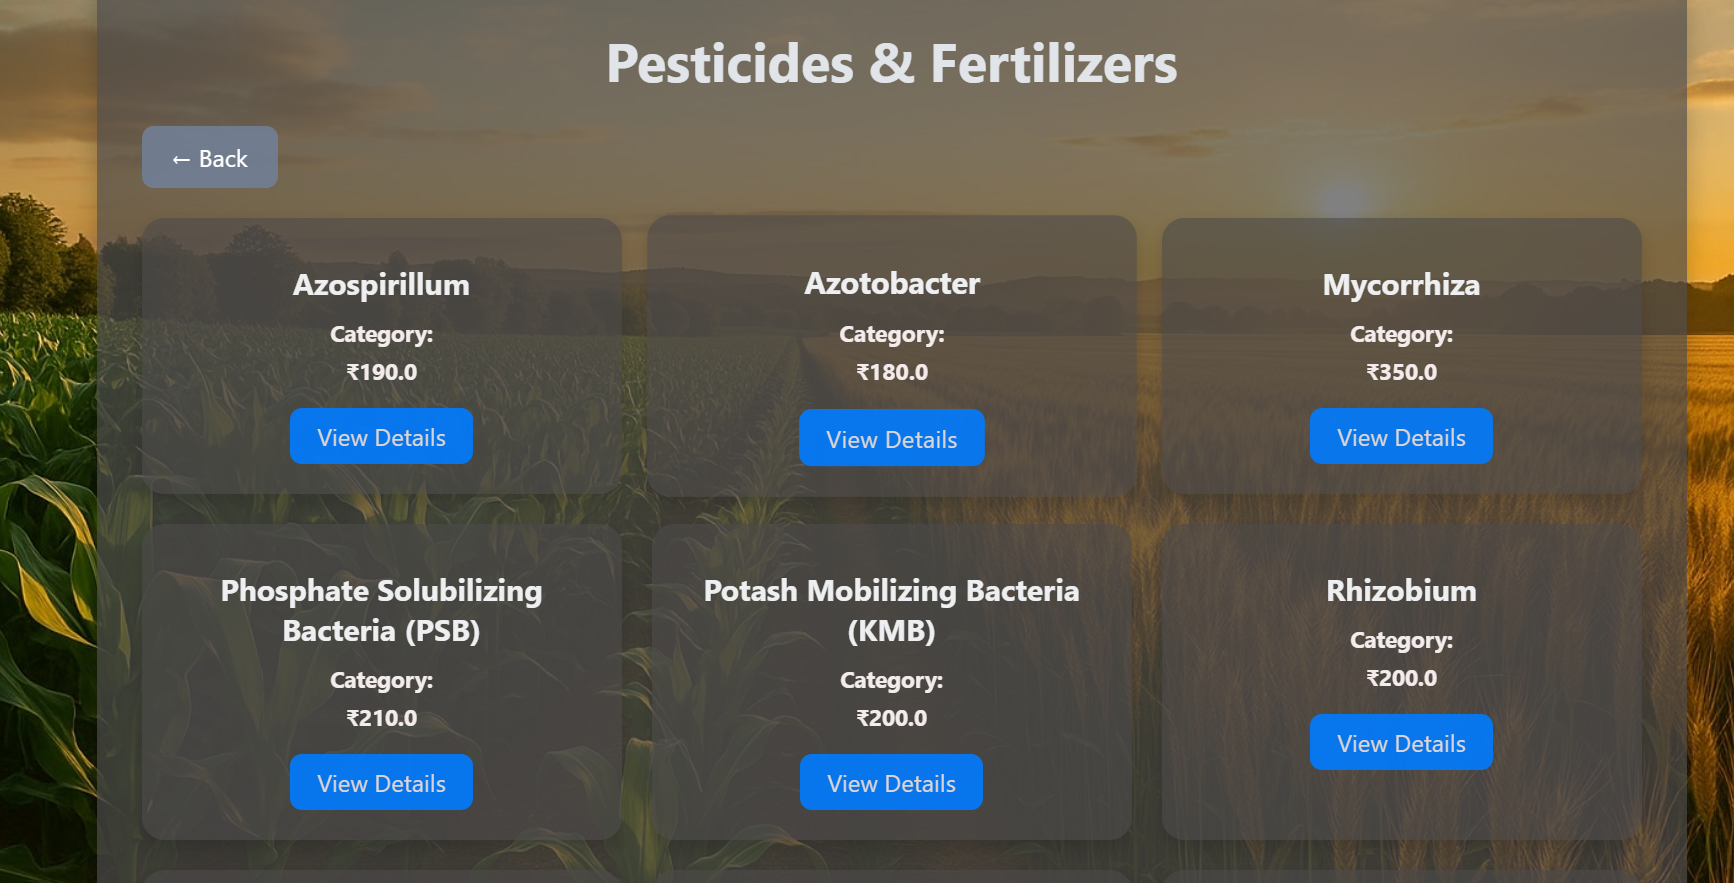 Pesticides & Fertilizers
← Back
Azospirillum
Category:
₹190.0
View Details
Azotobacter
Category:
₹180.0
View Details
Mycorrhiza
Category:
₹350.0
View Details
Phosphate Solubilizing
Bacteria (PSB)
Category:
₹210.0
View Details
Potash Mobilizing Bacteria
(KMB)
Category:
₹200.0
View Details
Rhizobium
Category:
₹200.0
View Details